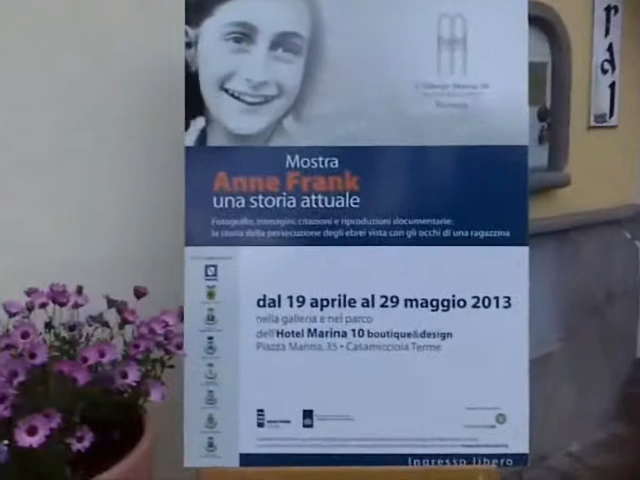 Mostra
Anne Frank
una storia attuale
Fotografie, immagini, citazioni e riproduzioni documentarie:
la storia della persecuzione degli ebrei vista con gli occhi di una ragazzina
dal 19 aprile al 29 maggio 2013
nella galleria e nel parco
dell'Hotel Marina 10 boutique&design
Piazza Marina, 35 • Casamicciola Terme
Ingresso libero
ral